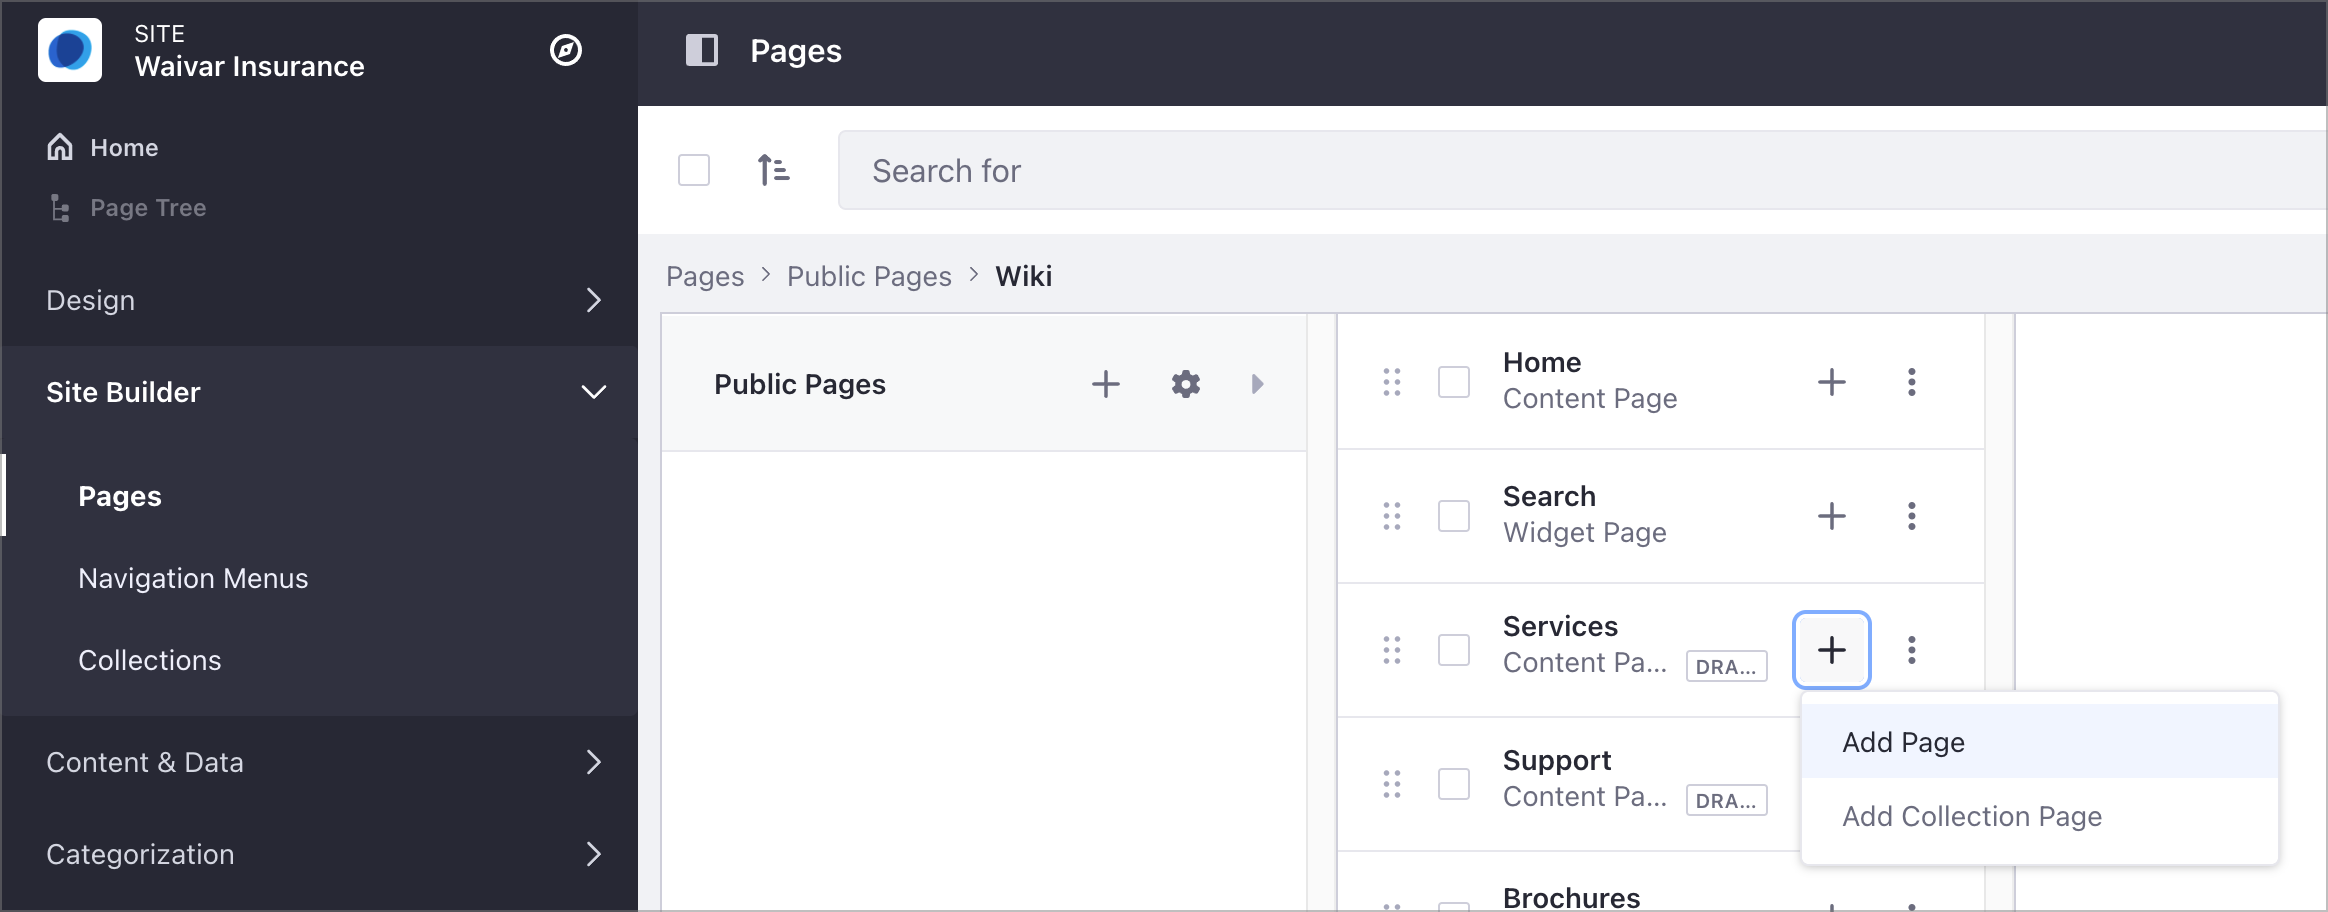 SITE
Waivar Insurance
Home
Page Tree
Design
Site Builder
Pages
Navigation Menus
Collections
Content & Data
Categorization
Pages
Search for
Pages > Public Pages > Wiki
Public Pages
Home
Content Page
Search
Widget Page
Services
Content Pa... DRA...
Support
Content Pa... DRA...
Brochures
Add Page
Add Collection Page